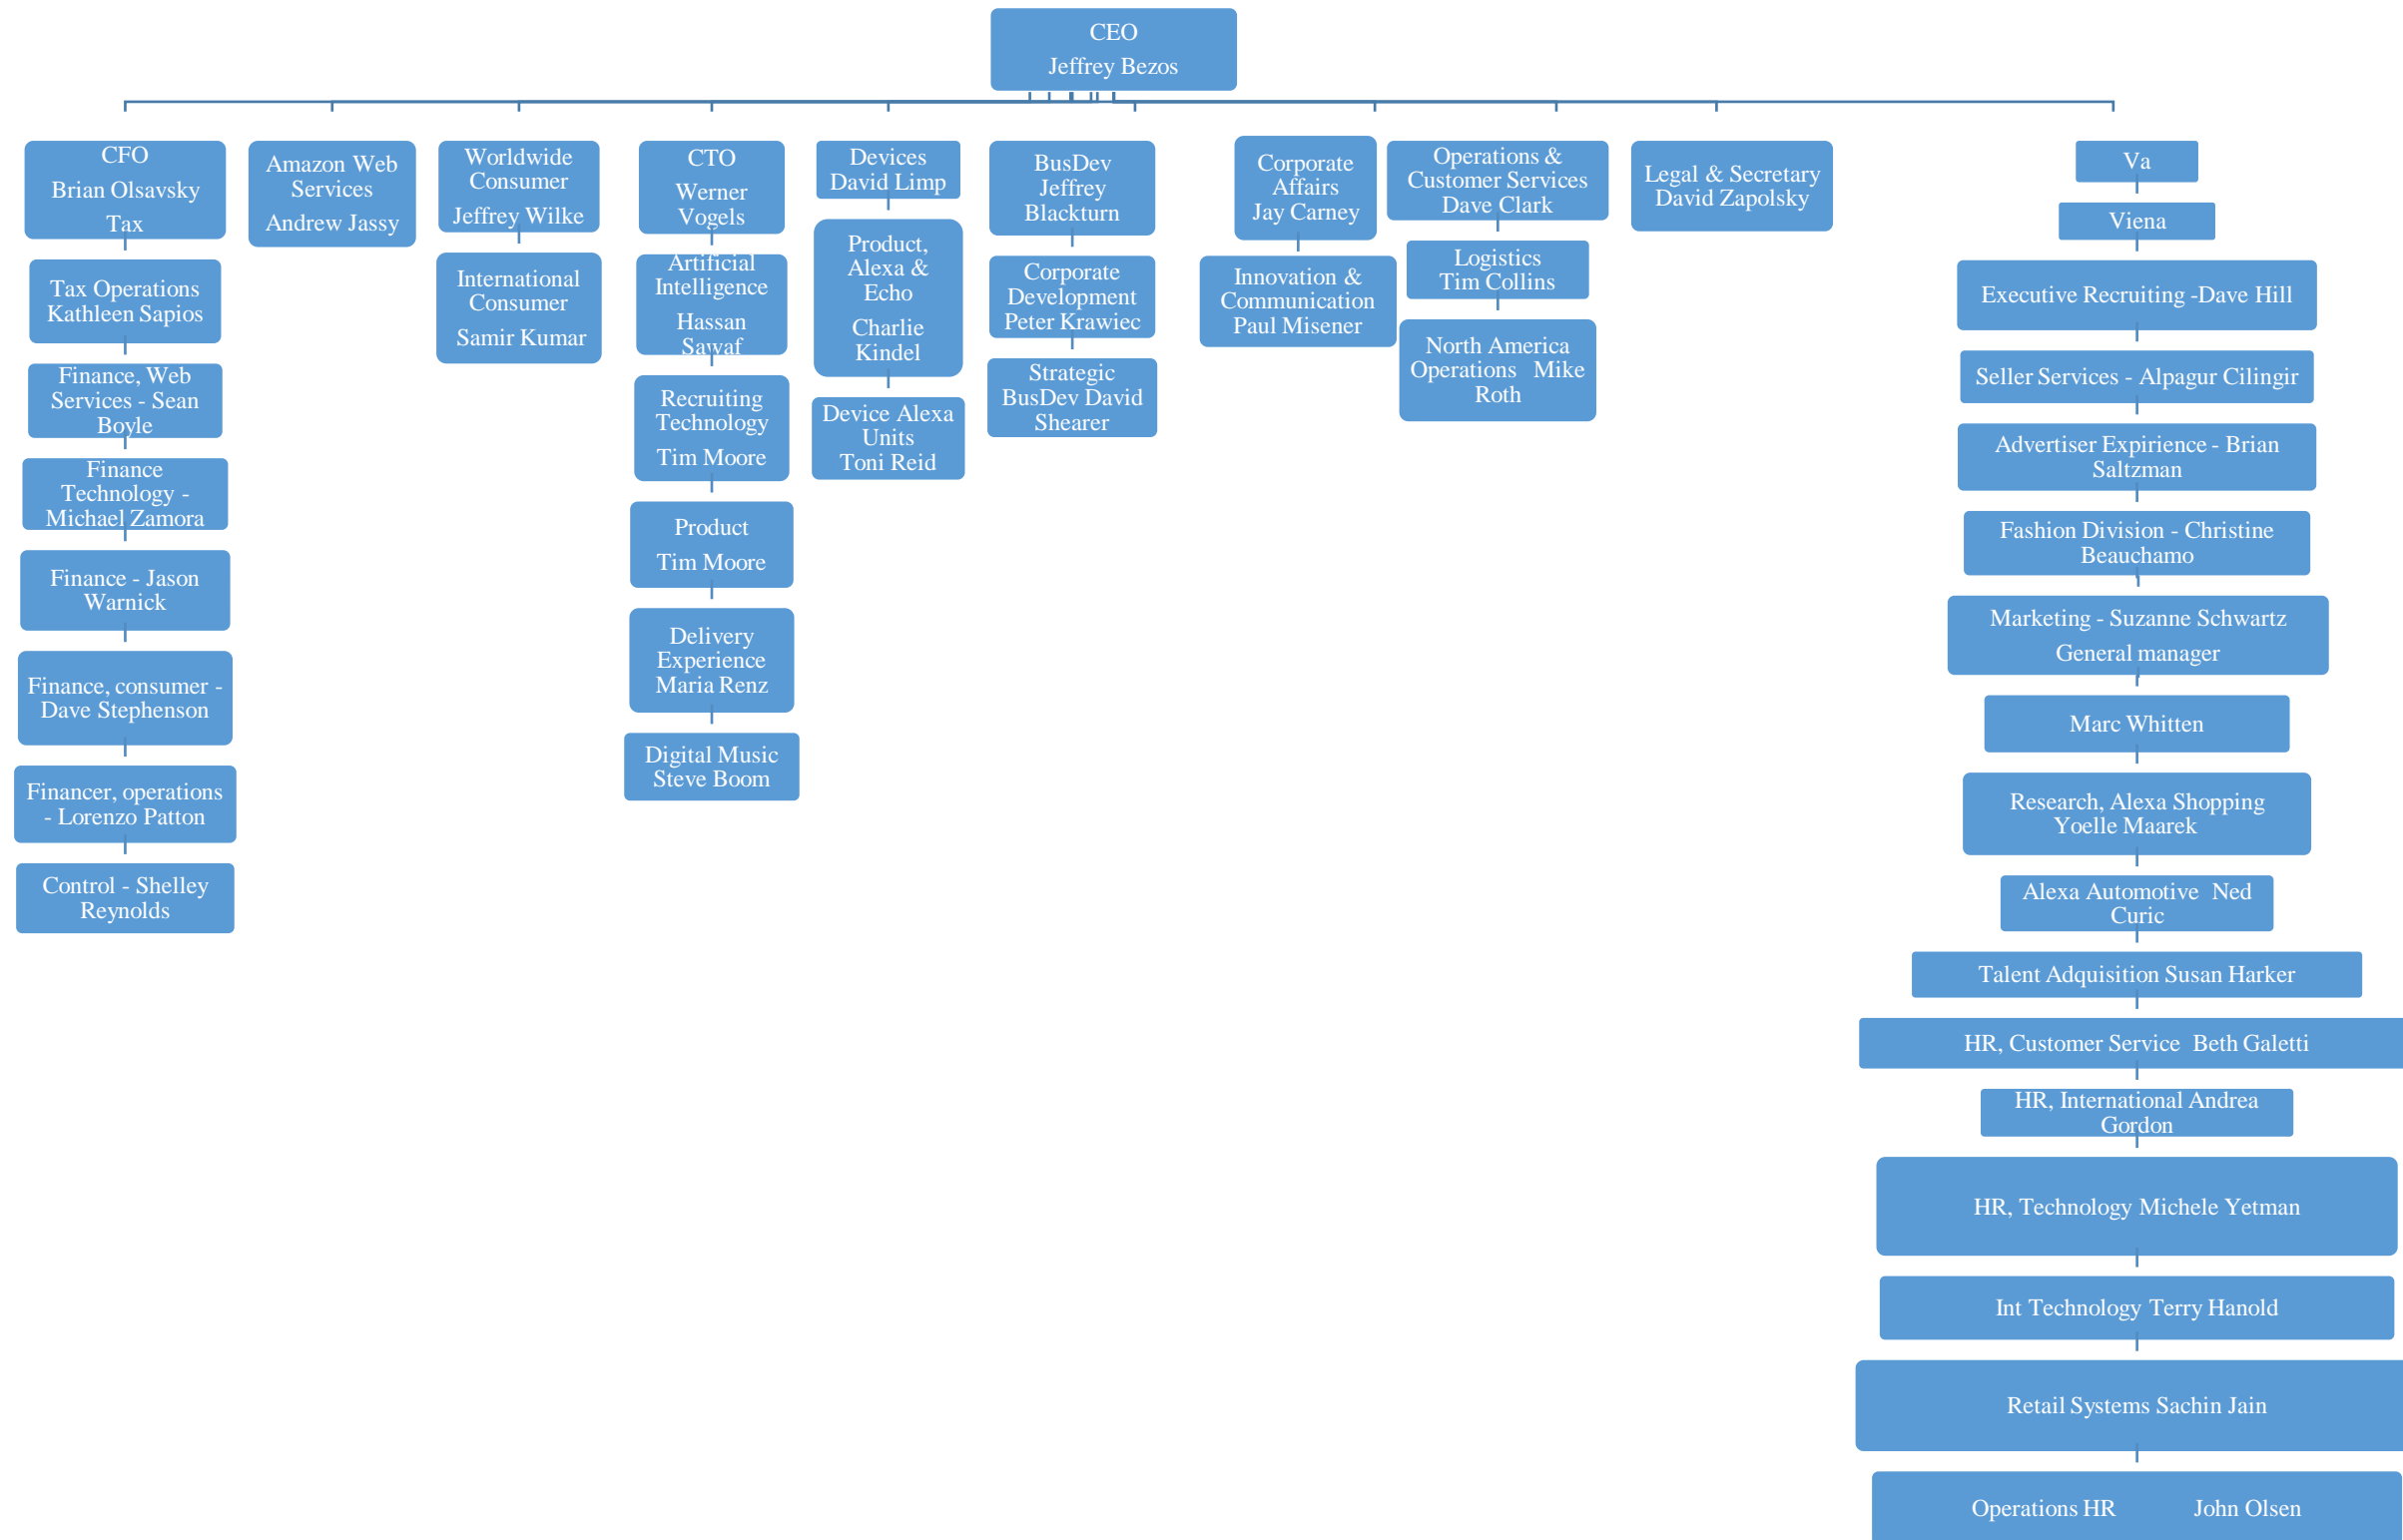 CEO
Jeffrey Bezos
CFO
Brian Olsavsky
Tax
Tax Operations
Kathleen Sapios
Finance, Web
Services - Sean
Boyle
Finance
Technology -
Michael Zamora
Finance - Jason
Warnick
Finance, consumer -
Dave Stephenson
Financer, operations
- Lorenzo Patton
Control - Shelley
Reynolds
Amazon Web
Services
Andrew Jassy
Worldwide
Consumer
Jeffrey Wilke
International
Consumer
Samir Kumar
CTO
Werner
Vogels
Artificial
Intelligence
Hassan
Sawaf
Recruiting
Technology
Tim Moore
Product
Tim Moore
Delivery
Experience
Maria Renz
Digital Music
Steve Boom
Devices
David Limp
Product,
Alexa &
Echo
Charlie
Kindel
Device Alexa
Units
Toni Reid
BusDev
Jeffrey
Blackturn
Corporate
Development
Peter Krawiec
Strategic
BusDev David
Shearer
Corporate
Affairs
Jay Carney
Innovation &
Communication
Paul Misener
Operations &
Customer Services
Dave Clark
Logistics
Tim Collins
North America
Operations Mike
Roth
Legal & Secretary
David Zapolsky
Va
Viena
Executive Recruiting -Dave Hill
Seller Services - Alpagur Cilingir
Advertiser Expirience - Brian
Saltzman
Fashion Division - Christine
Beauchamo
Marketing - Suzanne Schwartz
General manager
Marc Whitten
Research, Alexa Shopping
Yoelle Maarek
Alexa Automotive Ned
Curic
Talent Adquisition Susan Harker
HR, Customer Service Beth Galetti
HR, International Andrea
Gordon
HR, Technology Michele Yetman
Int Technology Terry Hanold
Retail Systems Sachin Jain
Operations HR John Olsen